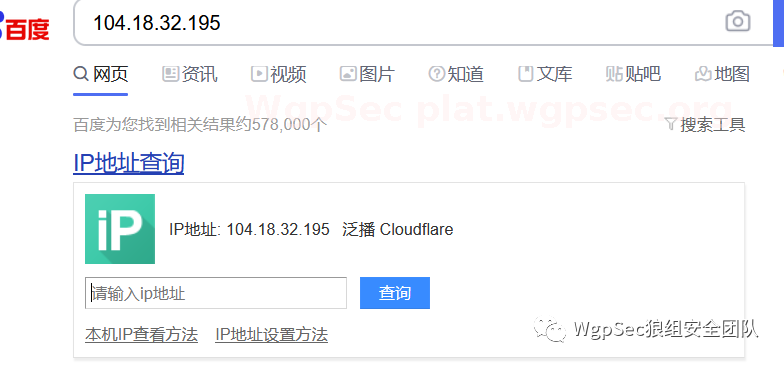 百度
104.18.32.195
网页 资讯 视频 图片 知道 文库 贴吧 地图
WgpSec plat.wgpsec.org
百度为您找到相关结果约578,000个 搜索工具
IP地址查询
iP
IP地址: 104.18.32.195 泛播 Cloudflare
请输入ip地址 查询
本机IP查看方法 IP地址设置方法
WgpSec狼组安全团队